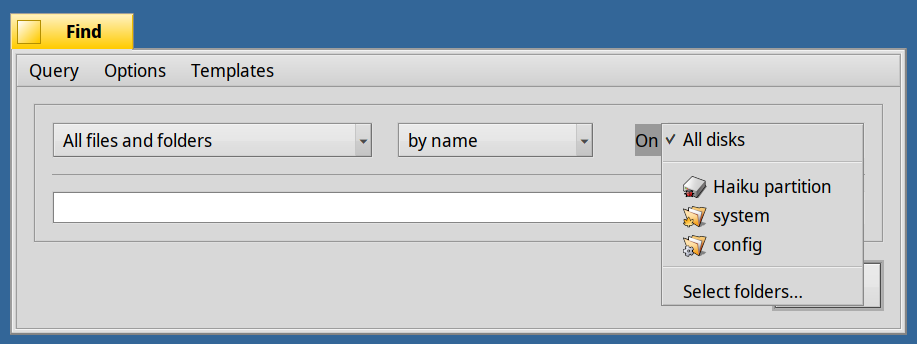 Find
Query Options Templates
All files and folders by name On All disks
Haiku partition
system
config
Select folders...